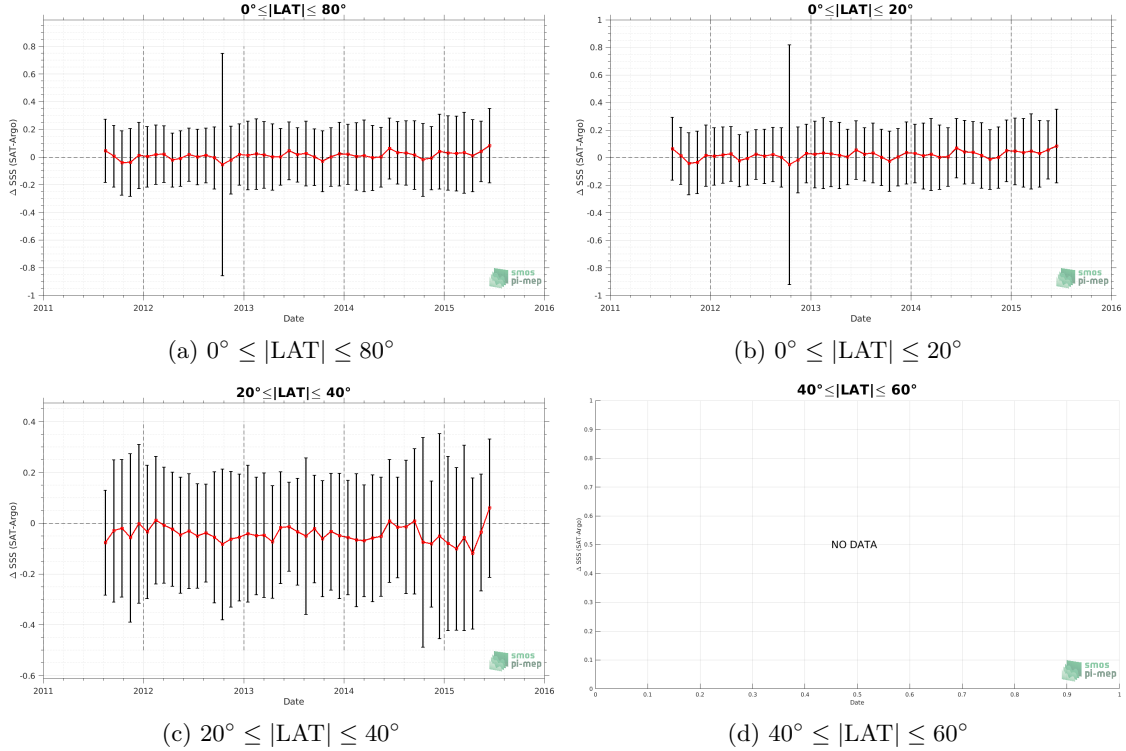 0°≤|LAT|≤ 80°
Δ SSS (SAT-Argo)
0.8
0.6
0.4
0.2
0
-0.2
-0.4
-0.6
-0.8
-1
2011 2012 2013 2014 2015 2016
Date
smos
pi-mep
(a) 0° ≤ |LAT| ≤ 80°
0°≤|LAT|≤ 20°
Δ SSS (SAT-Argo)
1
0.8
0.6
0.4
0.2
0
-0.2
-0.4
-0.6
-0.8
-1
2011 2012 2013 2014 2015 2016
Date
smos
pi-mep
(b) 0° ≤ |LAT| ≤ 20°
20°≤|LAT|≤ 40°
Δ SSS (SAT-Argo)
0.4
0.2
0
-0.2
-0.4
-0.6
2011 2012 2013 2014 2015 2016
Date
smos
pi-mep
(c) 20° ≤ |LAT| ≤ 40°
40°≤|LAT|≤ 60°
Δ SSS (SAT-Argo)
1
0.9
0.8
0.7
0.6
0.5
0.4
0.3
0.2
0.1
0
NO DATA
0 0.1 0.2 0.3 0.4 0.5 0.6 0.7 0.8 0.9 1
Date
smos
pi-mep
(d) 40° ≤ |LAT| ≤ 60°